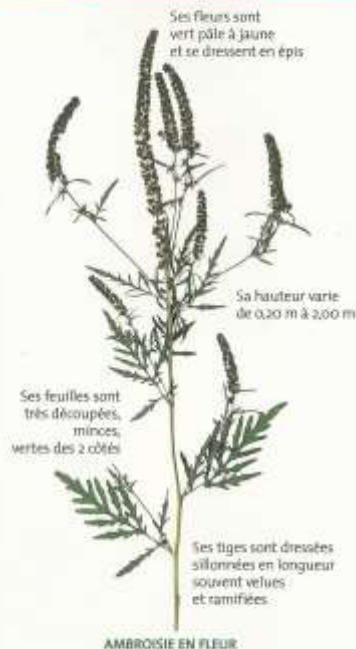 Ses fleurs sont
vert pâle à jaune
et se dressent en épis
Sa hauteur varie
de 0,20 m à 2,00 m
Ses feuilles sont
très découpées,
minces,
vertes des 2 côtés
Ses tiges sont dressées
sillonnées en longueur
souvent velues
et ramifiées
AMBROISIE EN FLEUR